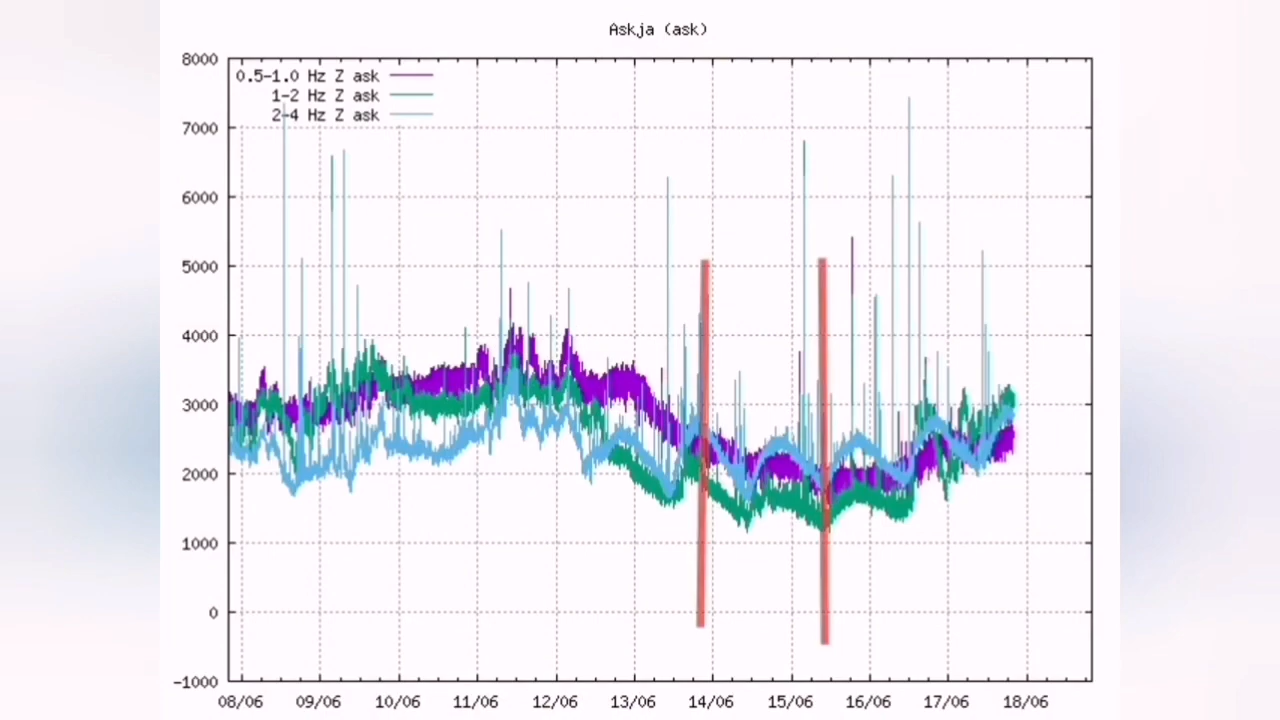 Askja (ask)
8000
0.5-1.0 Hz Z ask
1-2 Hz Z ask
2-4 Hz Z ask
7000
6000
5000
4000
3000
2000
1000
0
-1000
08/06 09/06 10/06 11/06 12/06 13/06 14/06 15/06 16/06 17/06 18/06